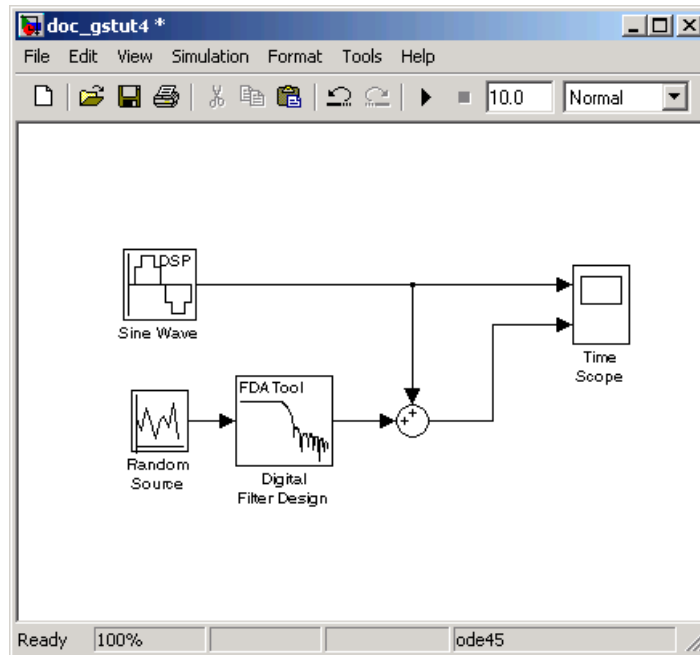 doc_gstut4 *
File Edit View Simulation Format Tools Help
10.0 Normal
DSP
Sine Wave
Time
Scope
FDATool
Random
Source
Digital
Filter Design
Ready 100% ode45